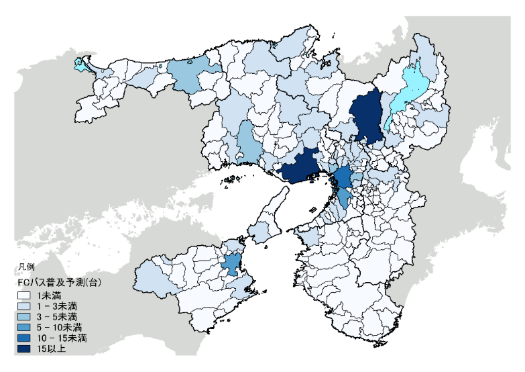 凡例
FCバス普及予測(台)
1未満
1 - 3未満
3 - 5未満
5 - 10未満
10 - 15未満
15以上